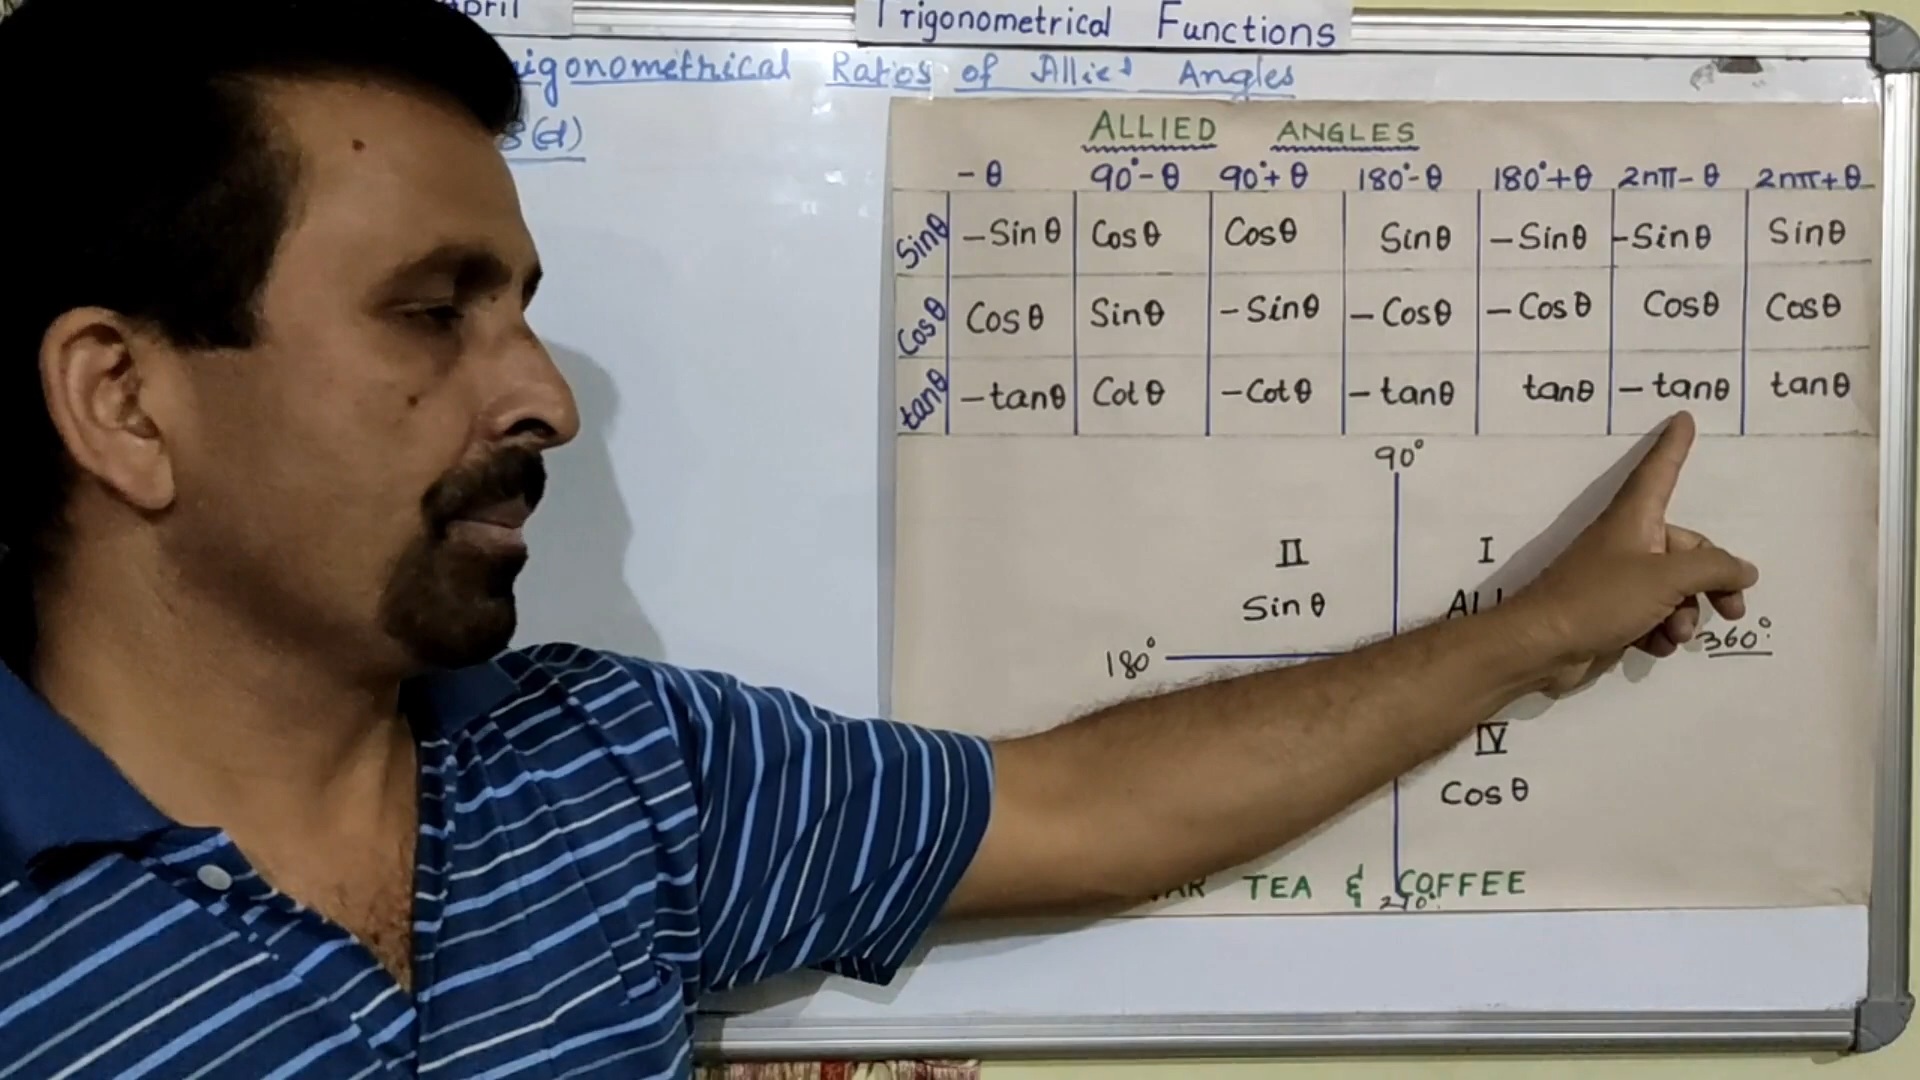 Trigonometrical Functions
Ratios of Allied Angles
8(d)
ALLIED ANGLES
-θ 90°-θ 90°+θ 180°-θ 180°+θ 2nπ-θ 2nπ+θ
Sinθ -Sinθ Cosθ Cosθ Sinθ -Sinθ -Sinθ Sinθ
Cosθ Cosθ Sinθ -Sinθ -Cosθ -Cosθ Cosθ Cosθ
tanθ -tanθ Cotθ -Cotθ -tanθ tanθ -tanθ tanθ
90°
II I
Sinθ
180° 360°
IV
Cosθ
TEA & COFFEE
270°